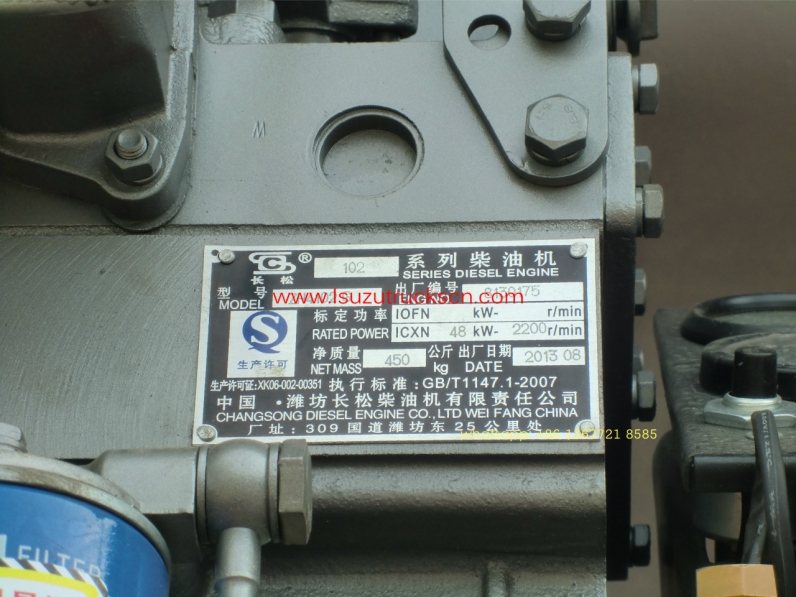 M
长松 ® 102 系列柴油机
SERIES DIESEL ENGINE
型号 出厂编号
MODEL
www.Isuzutruckcn.com
标定功率 IOFN kW- r/min
RATED POWER ICXN 48 kW- 2200 r/min
净质量 450 公斤 出厂日期 2013 08
NET MASS kg DATE
生产许可
生产许可证:XK06-002-00351 执行标准:GB/T1147.1-2007
中国·潍坊长松柴油机有限责任公司
CHANGSONG DIESEL ENGINE CO.,LTD WEI FANG CHINA
厂址:309国道潍坊东25公里处
8585
FILTER